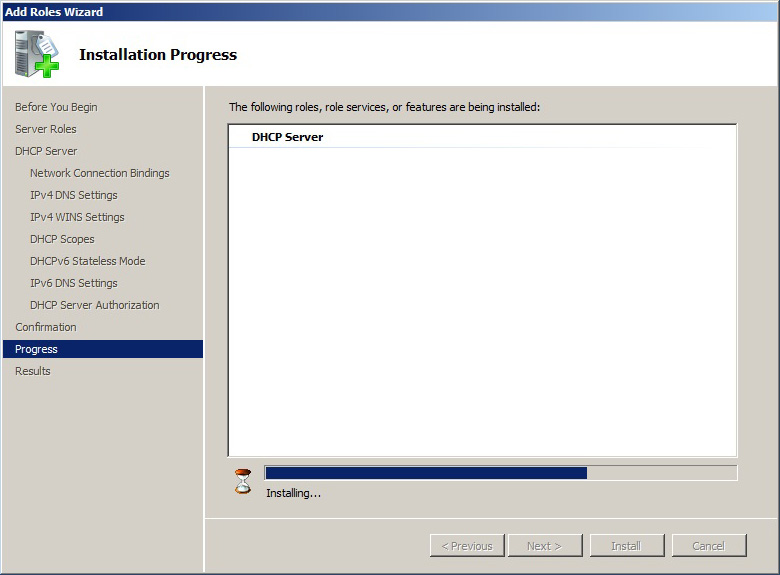 Add Roles Wizard
Installation Progress
Before You Begin
Server Roles
DHCP Server
Network Connection Bindings
IPv4 DNS Settings
IPv4 WINS Settings
DHCP Scopes
DHCPv6 Stateless Mode
IPv6 DNS Settings
DHCP Server Authorization
Confirmation
Progress
Results
The following roles, role services, or features are being installed:
DHCP Server
Installing...
< Previous
Next >
Install
Cancel